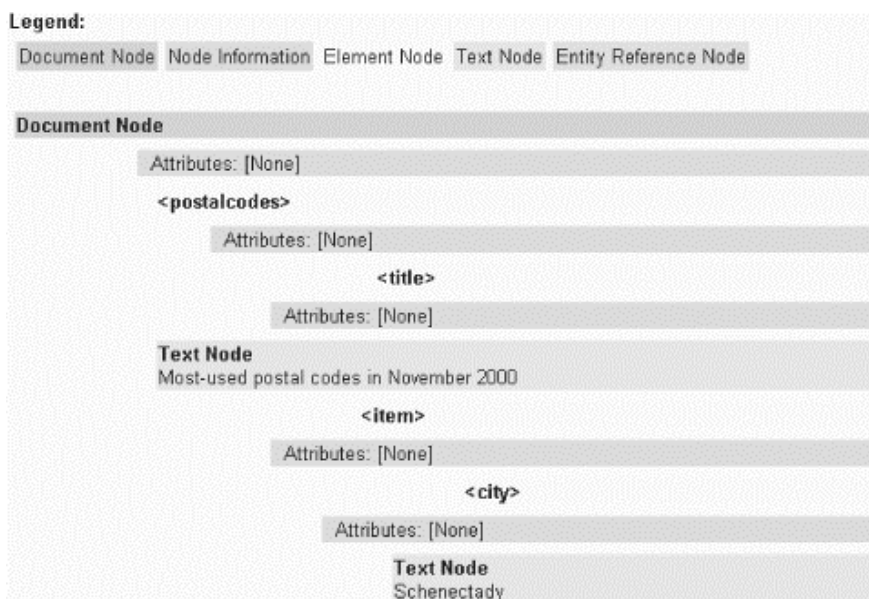 Legend:
Document Node Node Information Element Node Text Node Entity Reference Node
Document Node
Attributes: [None]
<postalcodes>
Attributes: [None]
<title>
Attributes: [None]
Text Node
Most-used postal codes in November 2000
<item>
Attributes: [None]
<city>
Attributes: [None]
Text Node
Schenectady